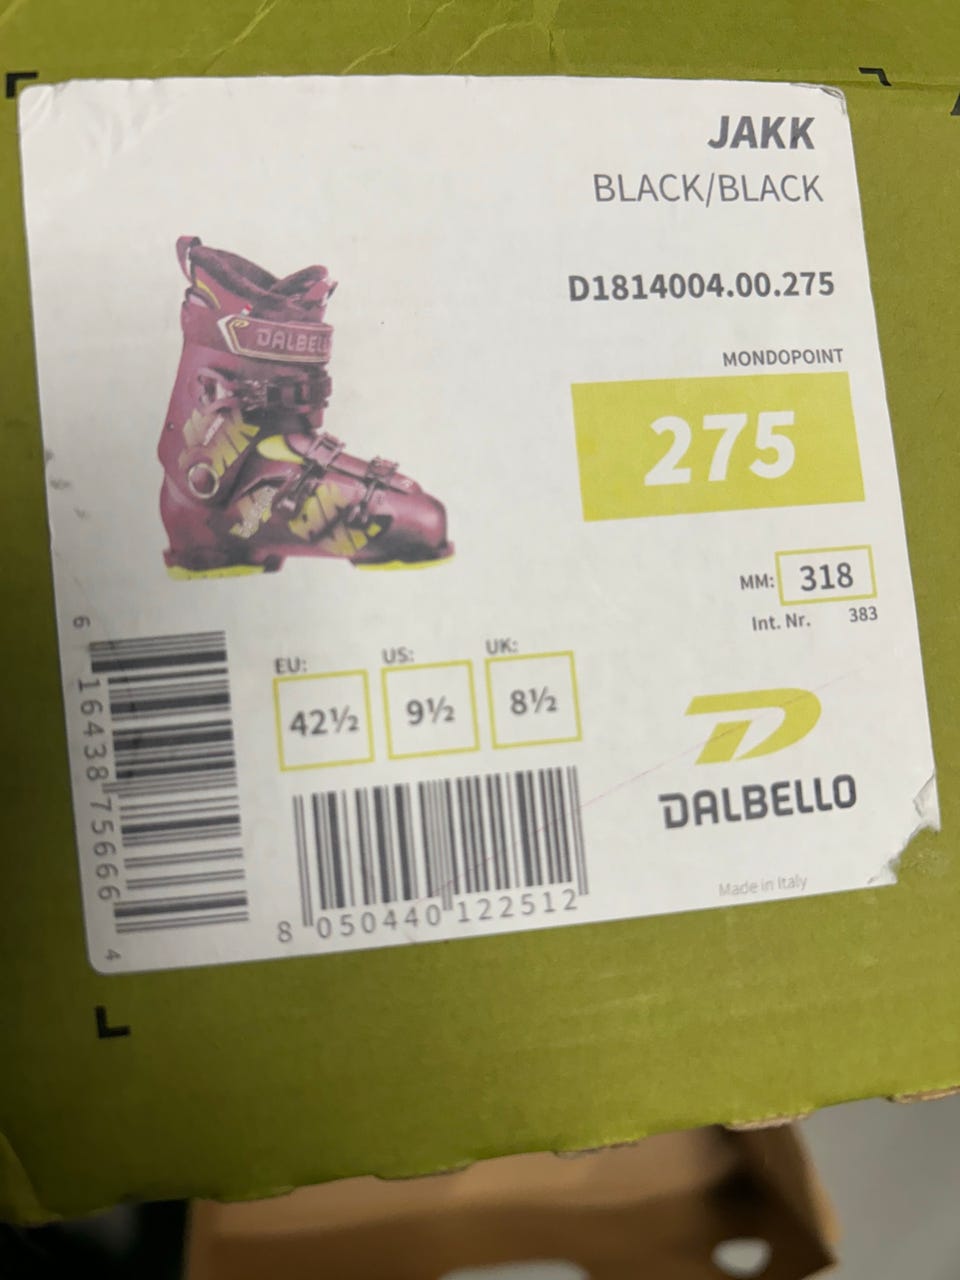 JAKK
BLACK/BLACK
D1814004.00.275
MONDOPOINT
275
DALBELLO
MM: 318
Int. Nr. 383
EU: US: UK:
42½ 9½ 8½
6 16438 75666 4
8 050440 122512
DALBELLO
Made in Italy